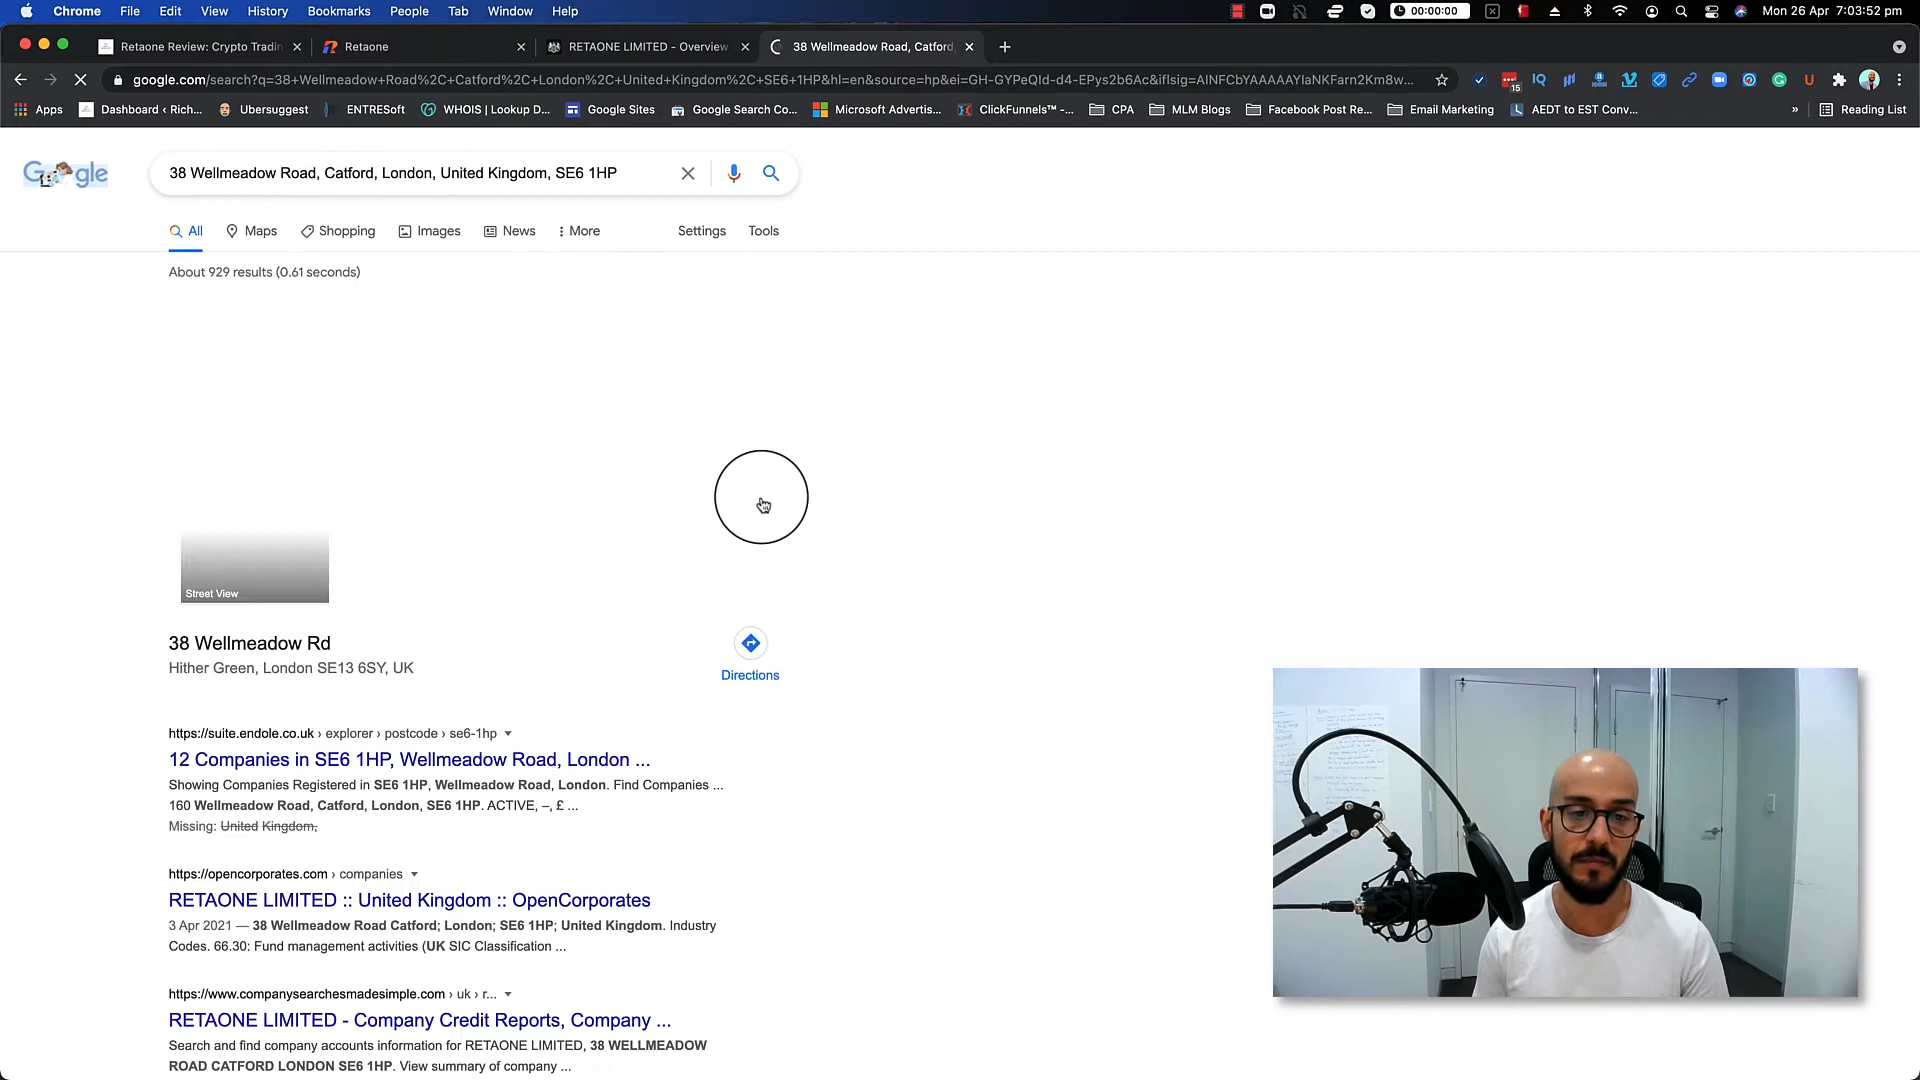 Chrome File Edit View History Bookmarks People Tab Window Help 00:00:00 Mon 26 Apr 7:03:52 pm
Retaone Review: Crypto Tradin Retaone RETAONE LIMITED - Overview 38 Wellmeadow Road, Catford,
google.com/search?q=38+Wellmeadow+Road%2C+Catford%2C+London%2C+United+Kingdom%2C+SE6+1HP&hl=en&source=hp&ei=GH-GYPeQId-d4-EPys2b6Ac&iflsig=AINFCbYAAAAAYIaNKFarn2Km8w... 15
Apps Dashboard ‹ Rich... Ubersuggest ENTRESoft WHOIS | Lookup D... Google Sites Google Search Co... Microsoft Advertis... ClickFunnels™ -... CPA MLM Blogs Facebook Post Re... Email Marketing AEDT to EST Conv... » Reading List
Google 38 Wellmeadow Road, Catford, London, United Kingdom, SE6 1HP
All Maps Shopping Images News More Settings Tools
About 929 results (0.61 seconds)
Street View
38 Wellmeadow Rd
Hither Green, London SE13 6SY, UK
Directions
https://suite.endole.co.uk › explorer › postcode › se6-1hp
12 Companies in SE6 1HP, Wellmeadow Road, London ...
Showing Companies Registered in SE6 1HP, Wellmeadow Road, London. Find Companies ...
160 Wellmeadow Road, Catford, London, SE6 1HP. ACTIVE, –, £ ...
Missing: United Kingdom,
https://opencorporates.com › companies
RETAONE LIMITED :: United Kingdom :: OpenCorporates
3 Apr 2021 — 38 Wellmeadow Road Catford; London; SE6 1HP; United Kingdom. Industry
Codes. 66.30: Fund management activities (UK SIC Classification ...
https://www.companysearchesmadesimple.com › uk › r...
RETAONE LIMITED - Company Credit Reports, Company ...
Search and find company accounts information for RETAONE LIMITED, 38 WELLMEADOW
ROAD CATFORD LONDON SE6 1HP. View summary of company ...